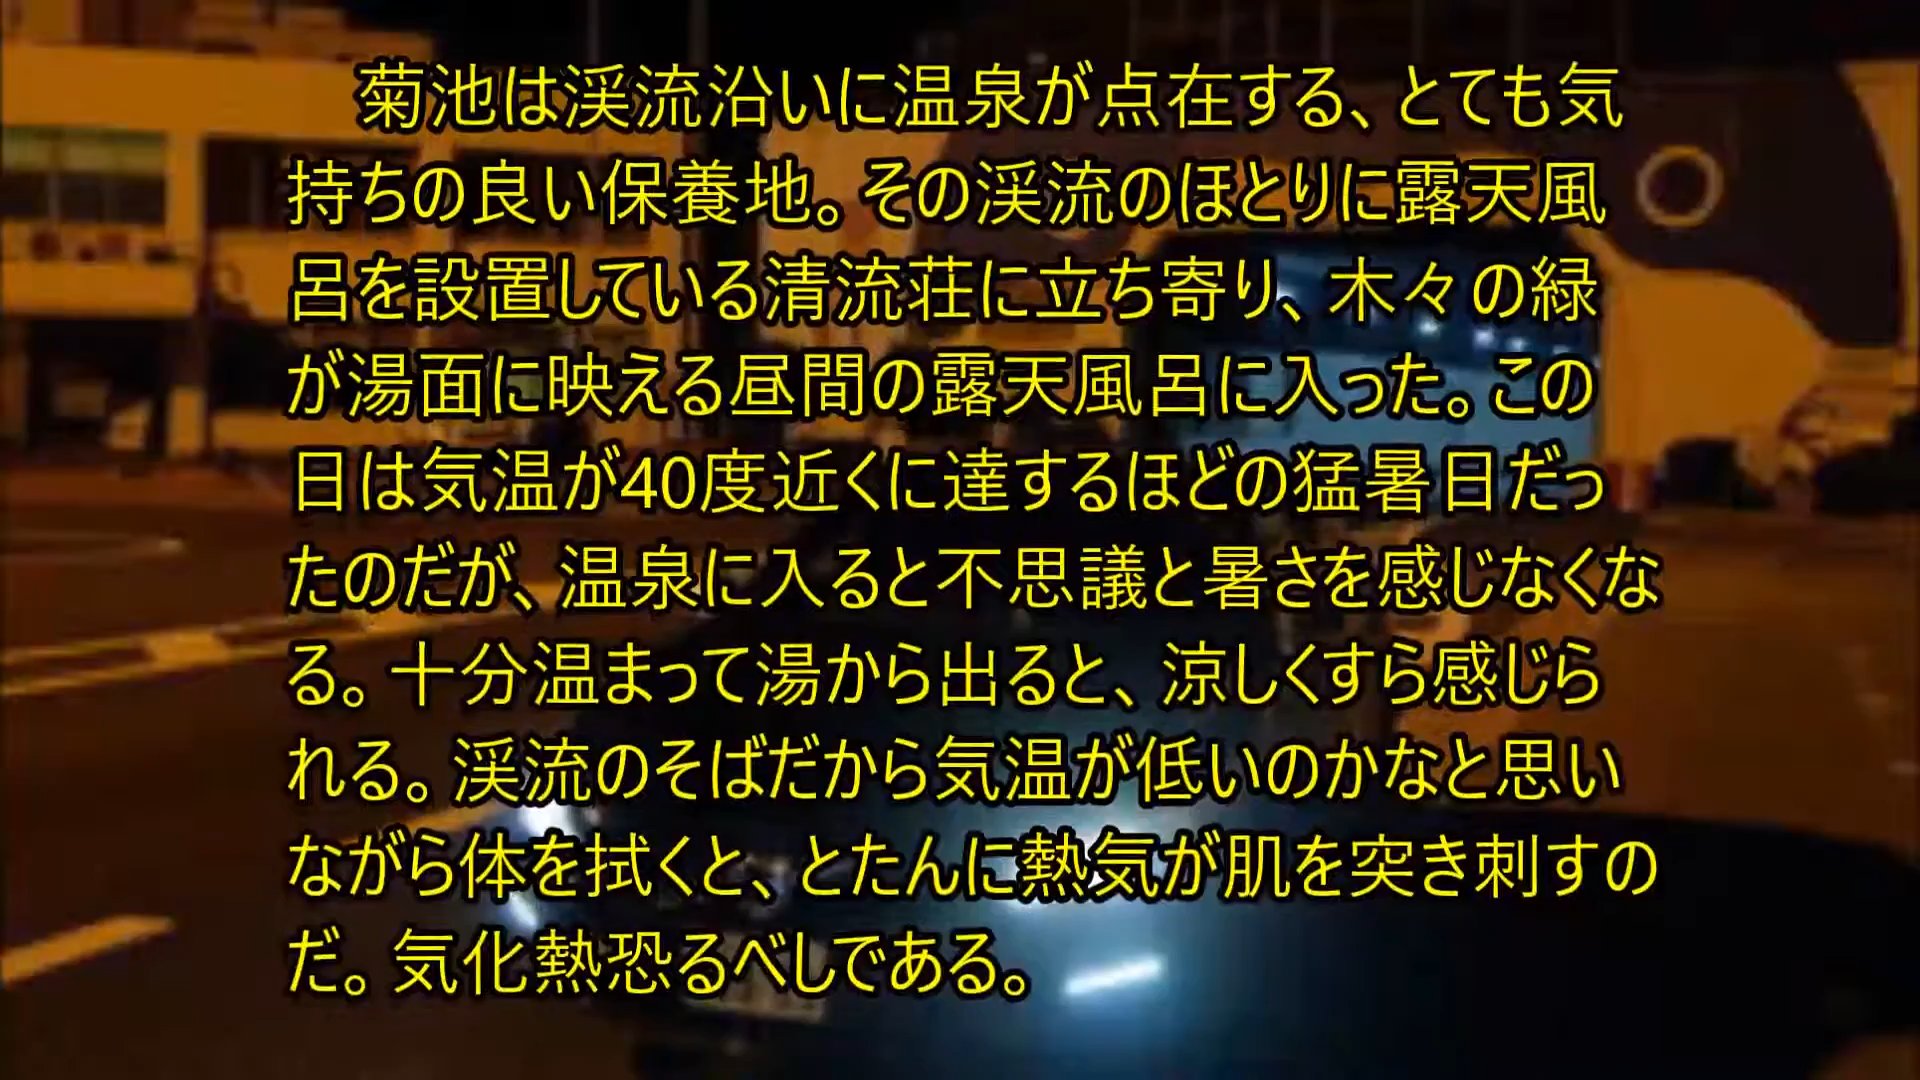 菊池は渓流沿いに温泉が点在する、とても気
持ちの良い保養地。その渓流のほとりに露天風
呂を設置している清流荘に立ち寄り、木々の緑
が湯面に映える昼間の露天風呂に入った。この
日は気温が40度近くに達するほどの猛暑日だっ
たのだが、温泉に入ると不思議と暑さを感じなくな
る。十分温まって湯から出ると、涼しくすら感じら
れる。渓流のそばだから気温が低いのかなと思い
ながら体を拭くと、とたんに熱気が肌を突き刺すの
だ。気化熱恐るべしである。